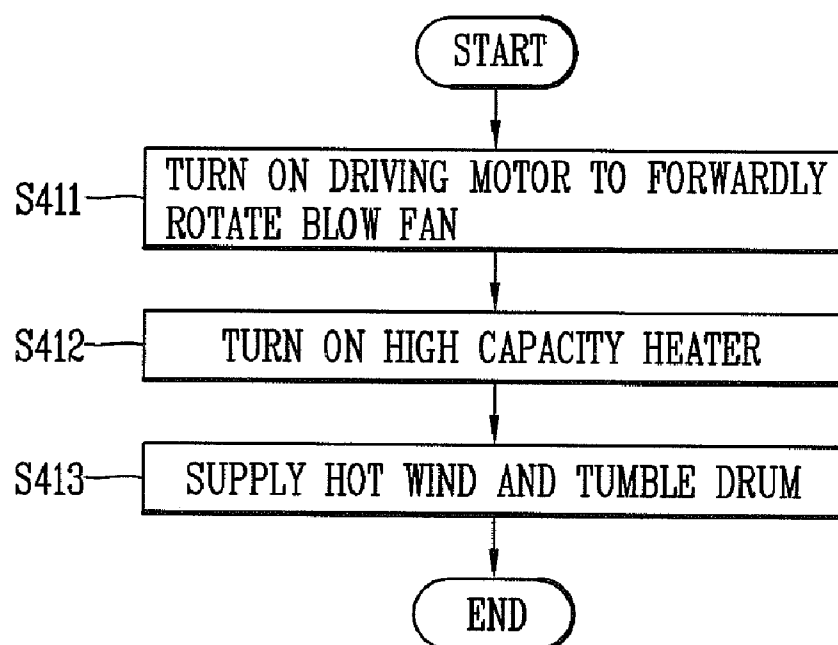 START
S411
TURN ON DRIVING MOTOR TO FORWARDLY
ROTATE BLOW FAN
S412
TURN ON HIGH CAPACITY HEATER
S413
SUPPLY HOT WIND AND TUMBLE DRUM
END